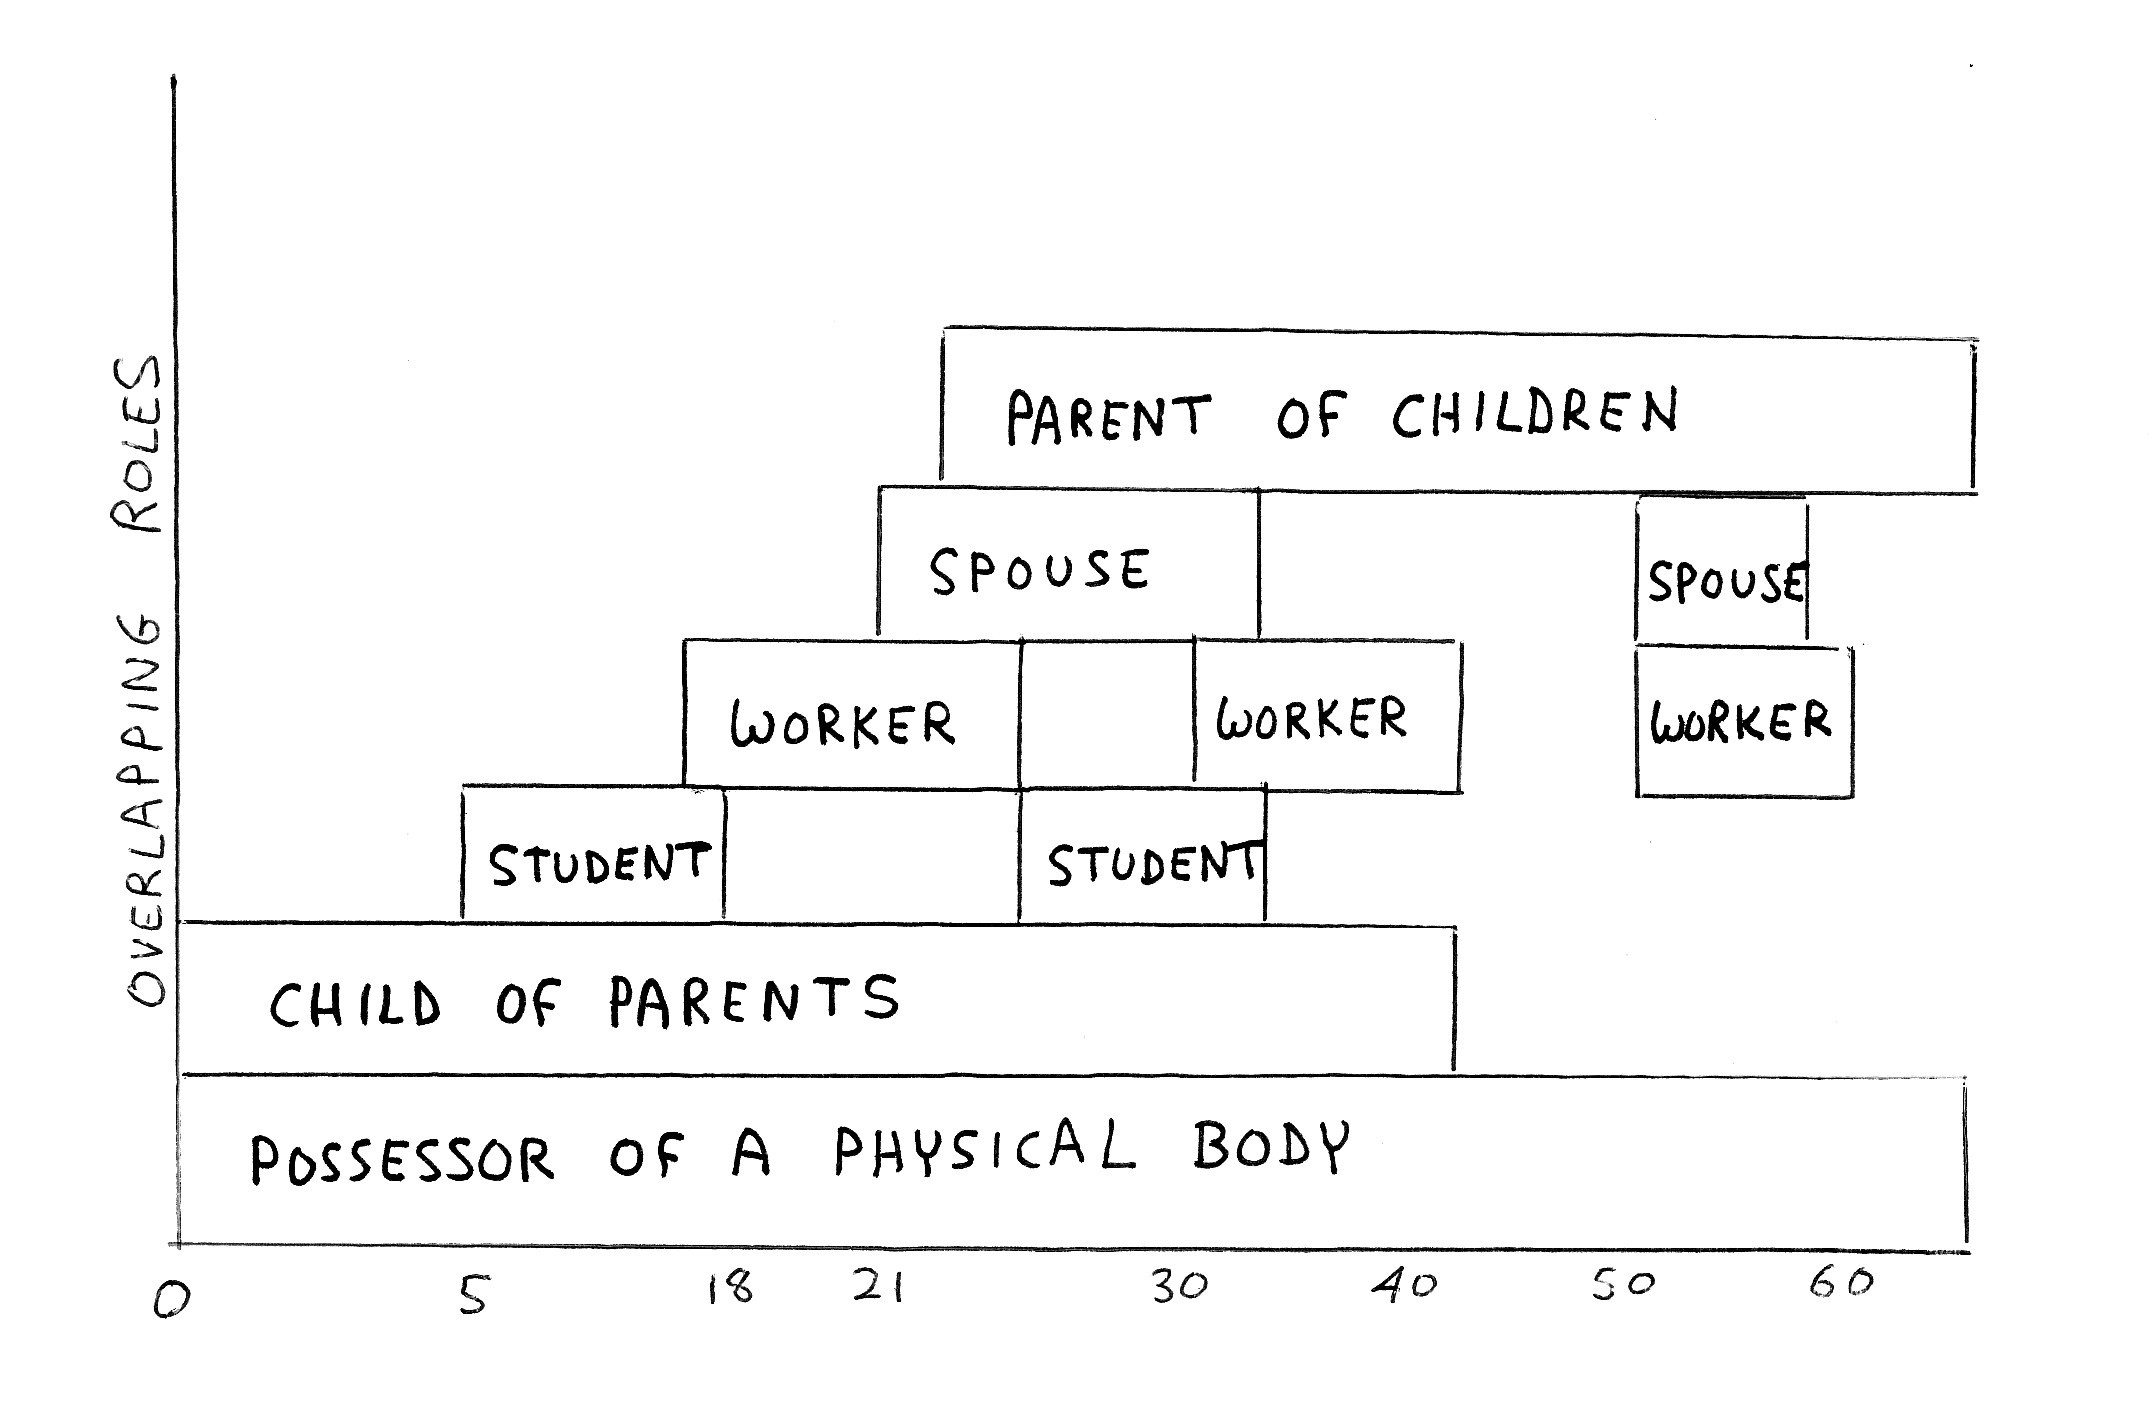 OVERLAPPING ROLES
PARENT OF CHILDREN
SPOUSE
SPOUSE
WORKER
WORKER
WORKER
STUDENT
STUDENT
CHILD OF PARENTS
POSSESSOR OF A PHYSICAL BODY
0 5 18 21 30 40 50 60